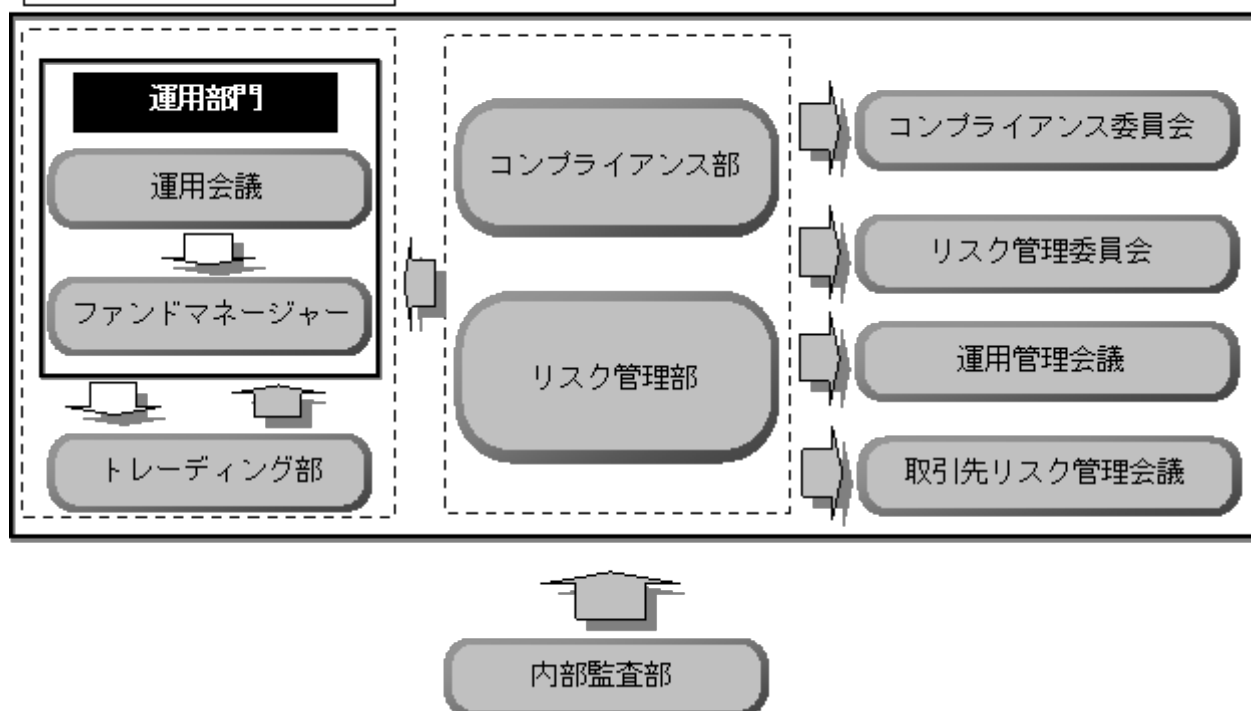 運用部門
運用会議
ファンドマネージャー
トレーディング部
コンプライアンス部
リスク管理部
コンプライアンス委員会
リスク管理委員会
運用管理会議
取引先リスク管理会議
内部監査部